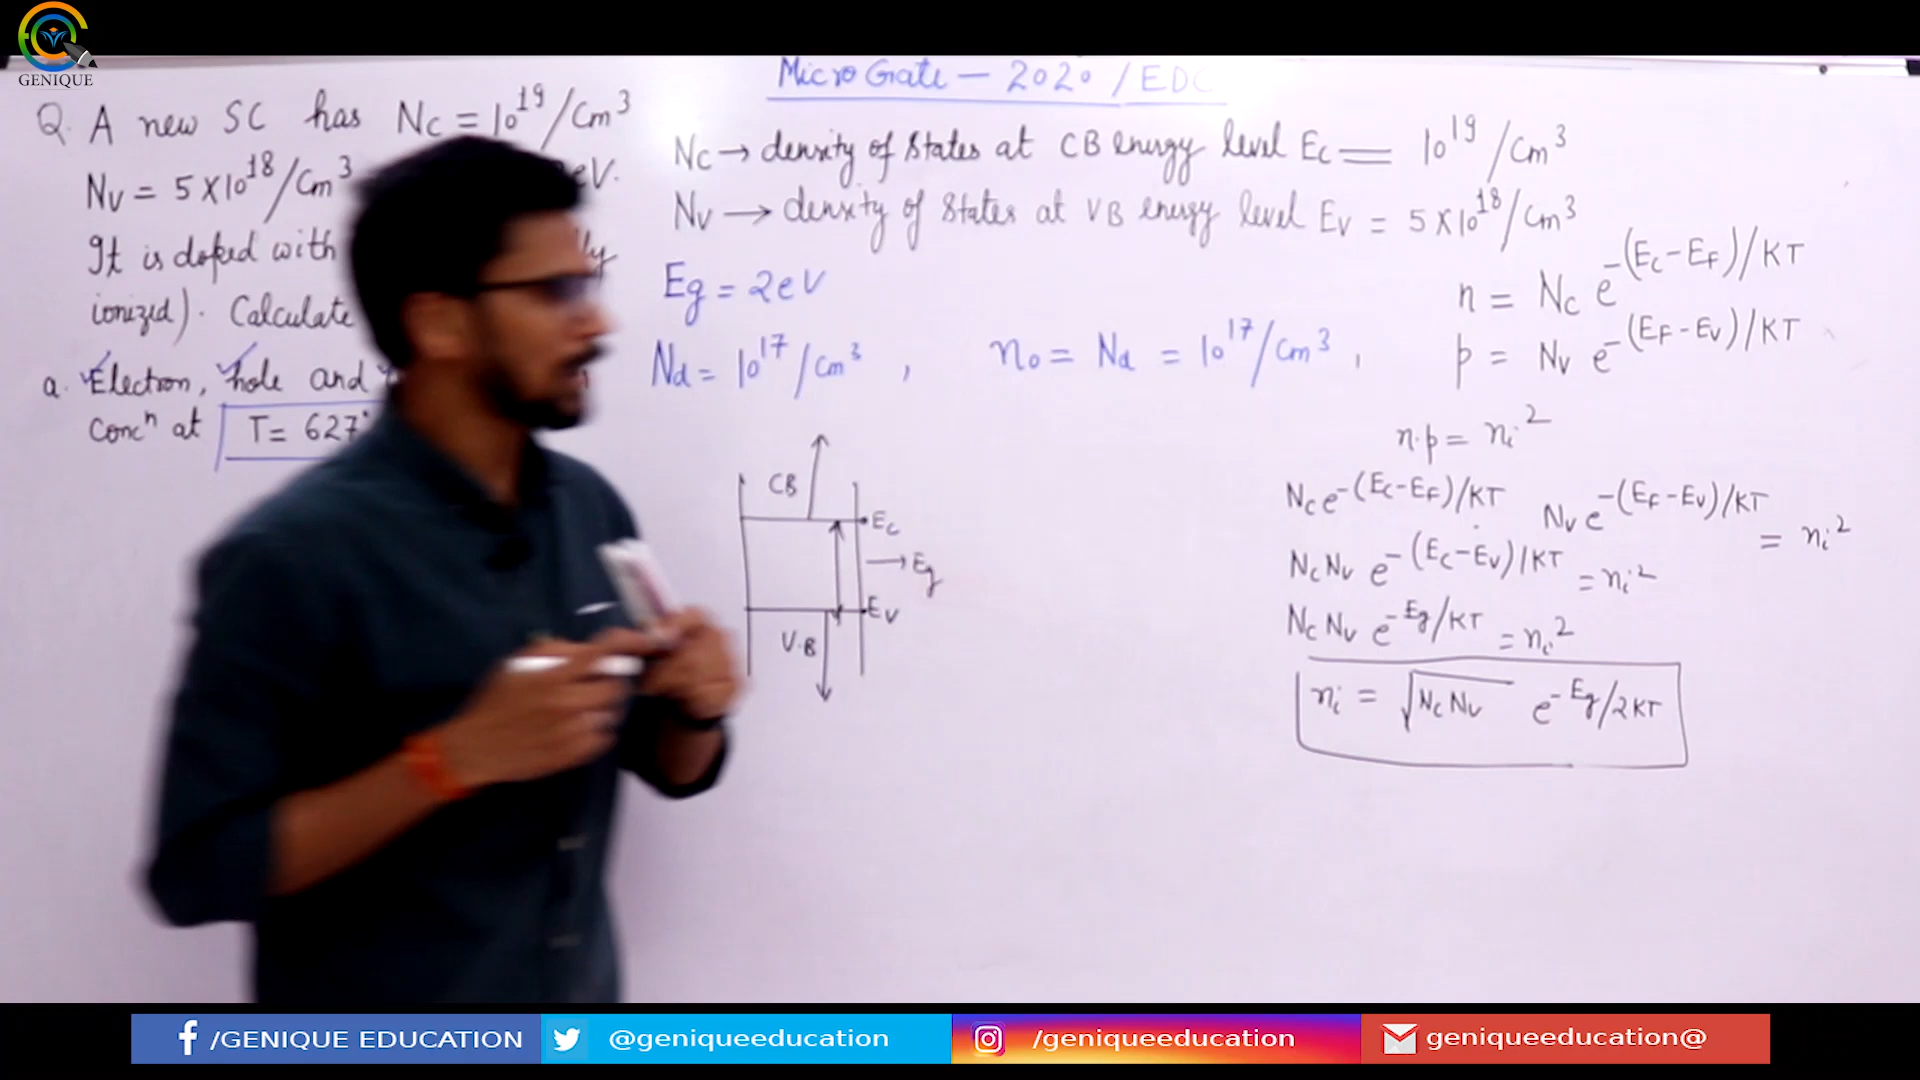 GENIQUE
Micro Gate – 2020 / EDC
Q. A new SC has Nc = 10^19/Cm^3
Nv = 5 X 10^18/Cm^3 eV.
It is doped with
ionized). Calculate
a. Electron, hole and
Conc^n at T = 627°
Nc → density of States at CB energy level Ec = 10^19 /Cm^3
Nv → density of States at VB energy level Ev = 5 X 10^18/Cm^3
Eg = 2eV
Nd = 10^17/cm^3 , no = Nd = 10^17/cm^3 ,
n = Nc e^-(Ec-EF)/KT
p = Nv e^-(EF-Ev)/KT
n.p = ni^2
Nc e^-(Ec-EF)/KT Nv e^-(EF-Ev)/KT = ni^2
Nc Nv e^-(Ec-Ev)/KT = ni^2
Nc Nv e^-Eg/KT = ni^2
ni = √NcNv e^-Eg/2KT
CB
Ec
Eg
Ev
V.B
/GENIQUE EDUCATION
@geniqueeducation
/geniqueeducation
geniqueeducation@